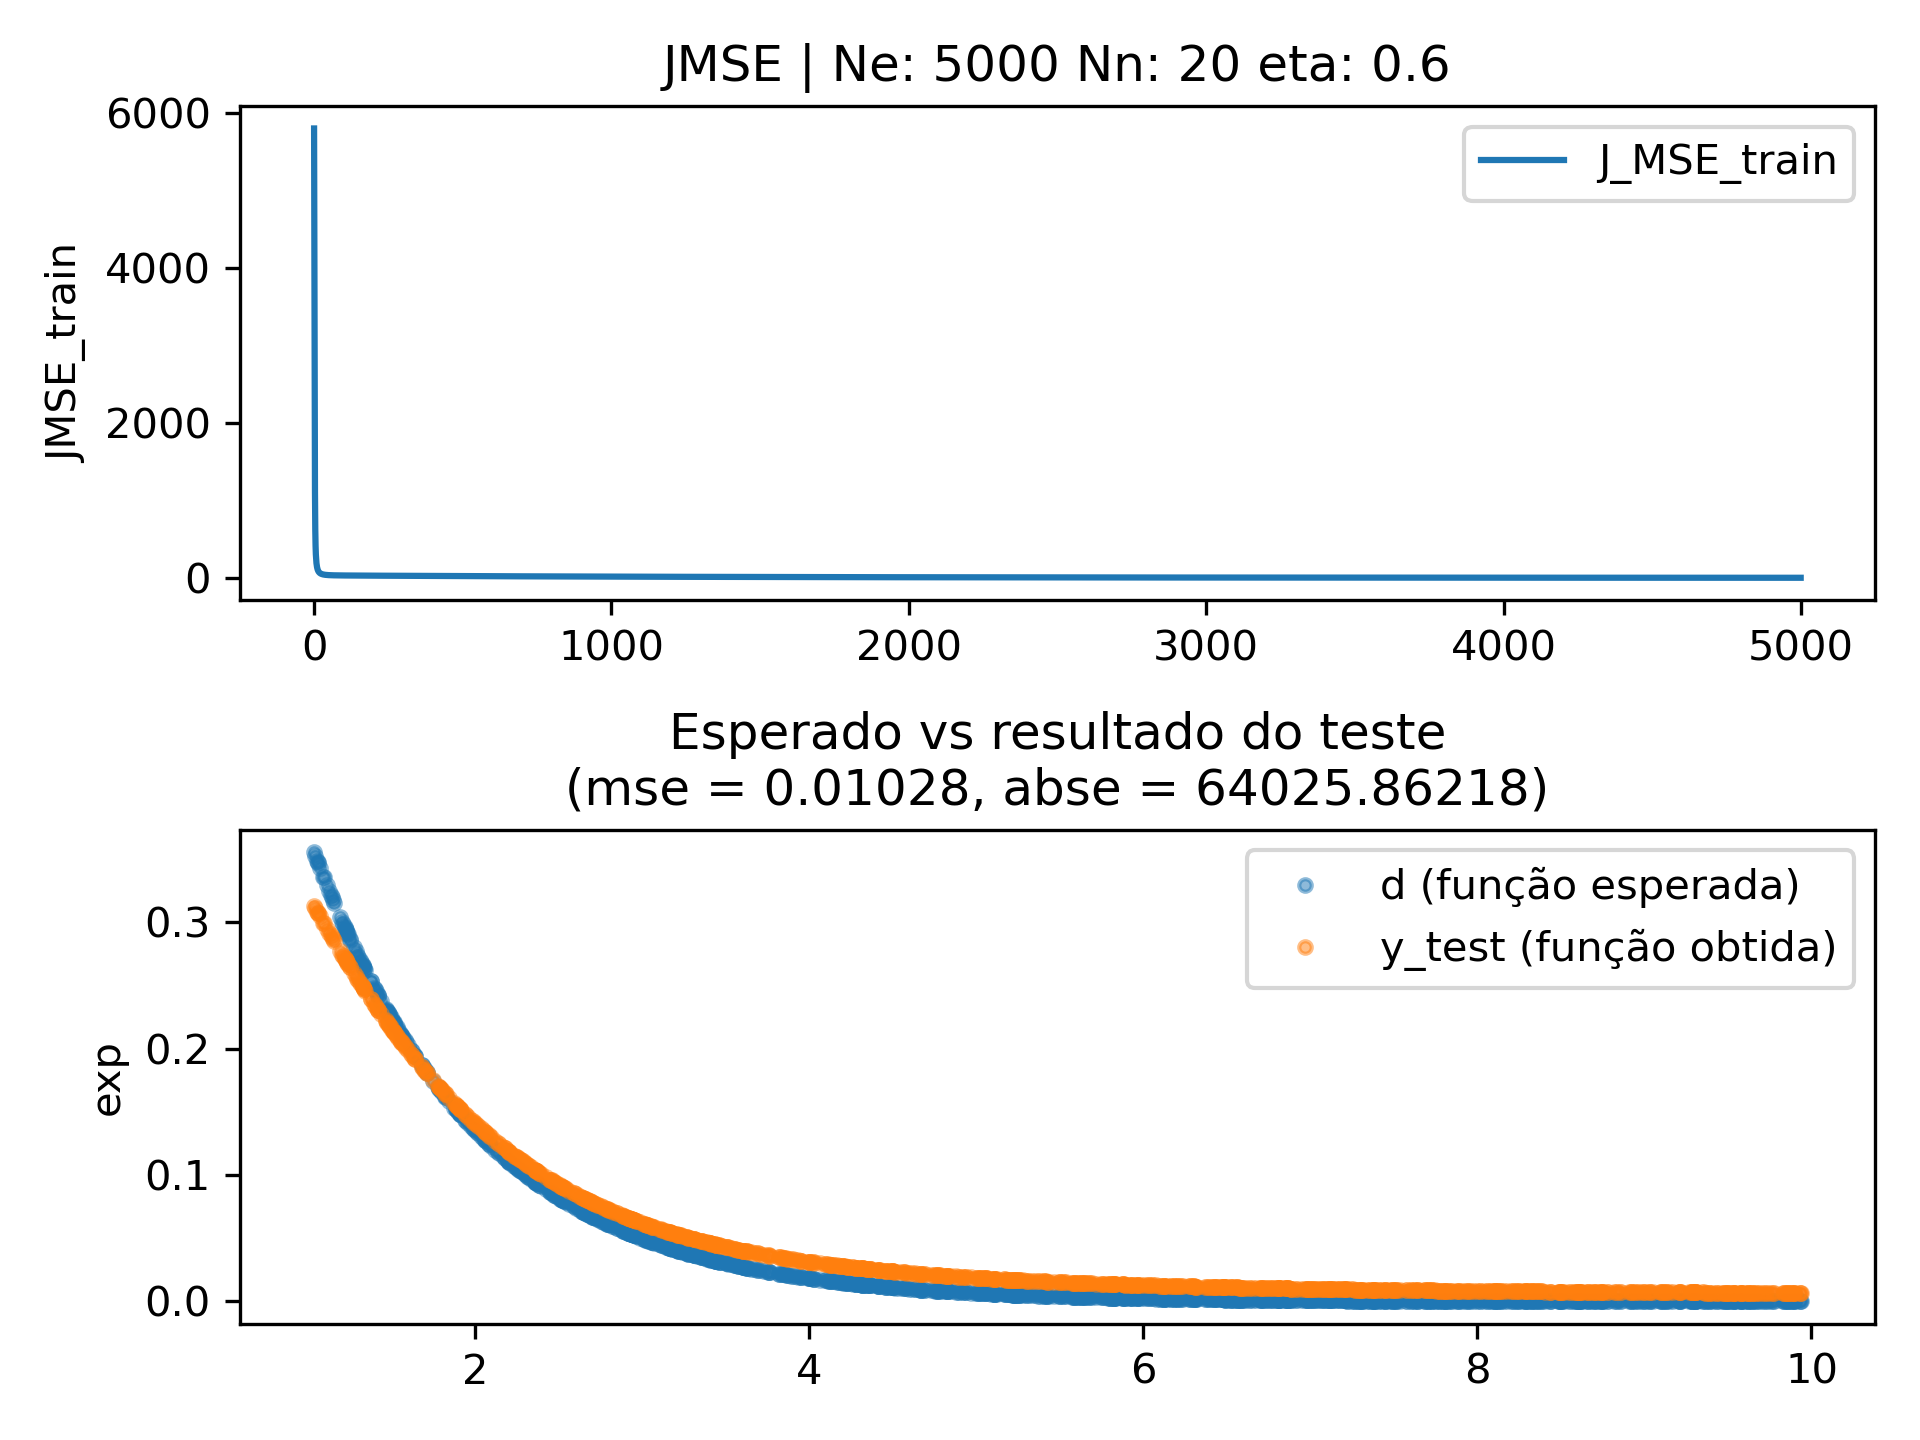 JMSE | Ne: 5000 Nn: 20 eta: 0.6
6000
4000
2000
0
JMSE_train
J_MSE_train
0 1000 2000 3000 4000 5000
Esperado vs resultado do teste
(mse = 0.01028, abse = 64025.86218)
0.3
0.2
0.1
0.0
exp
d (função esperada)
y_test (função obtida)
2 4 6 8 10